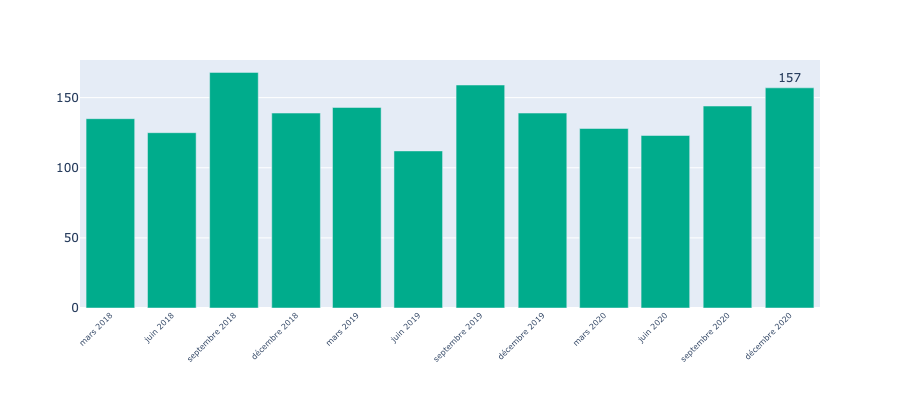 157
150
100
50
0
mars 2018
juin 2018
septembre 2018
décembre 2018
mars 2019
juin 2019
septembre 2019
décembre 2019
mars 2020
juin 2020
septembre 2020
décembre 2020